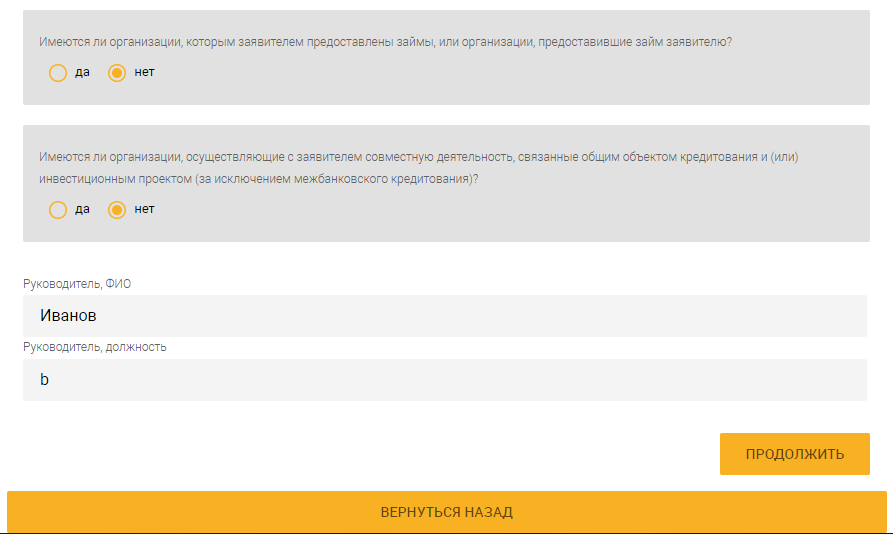 Имеются ли организации, которым заявителем предоставлены займы, или организации, предоставившие займ заявителю?
да нет
Имеются ли организации, осуществляющие с заявителем совместную деятельность, связанные общим объектом кредитования и (или)
инвестиционным проектом (за исключением межбанковского кредитования)?
да нет
Руководитель, ФИО
Иванов
Руководитель, должность
b
ПРОДОЛЖИТЬ
ВЕРНУТЬСЯ НАЗАД